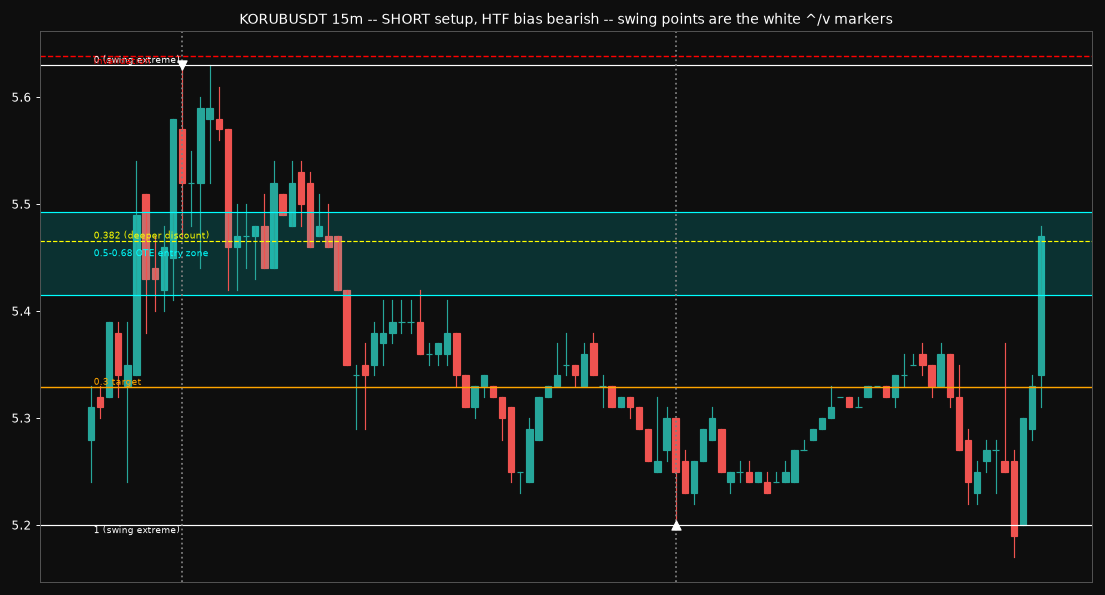 KORUBUSDT 15m -- SHORT setup, HTF bias bearish -- swing points are the white ^/v markers
0 (swing extreme)
5.6
5.5
0.382 (deeper discount)
0.5-0.68 OTE entry zone
5.4
0.3 target
5.3
5.2
1 (swing extreme)